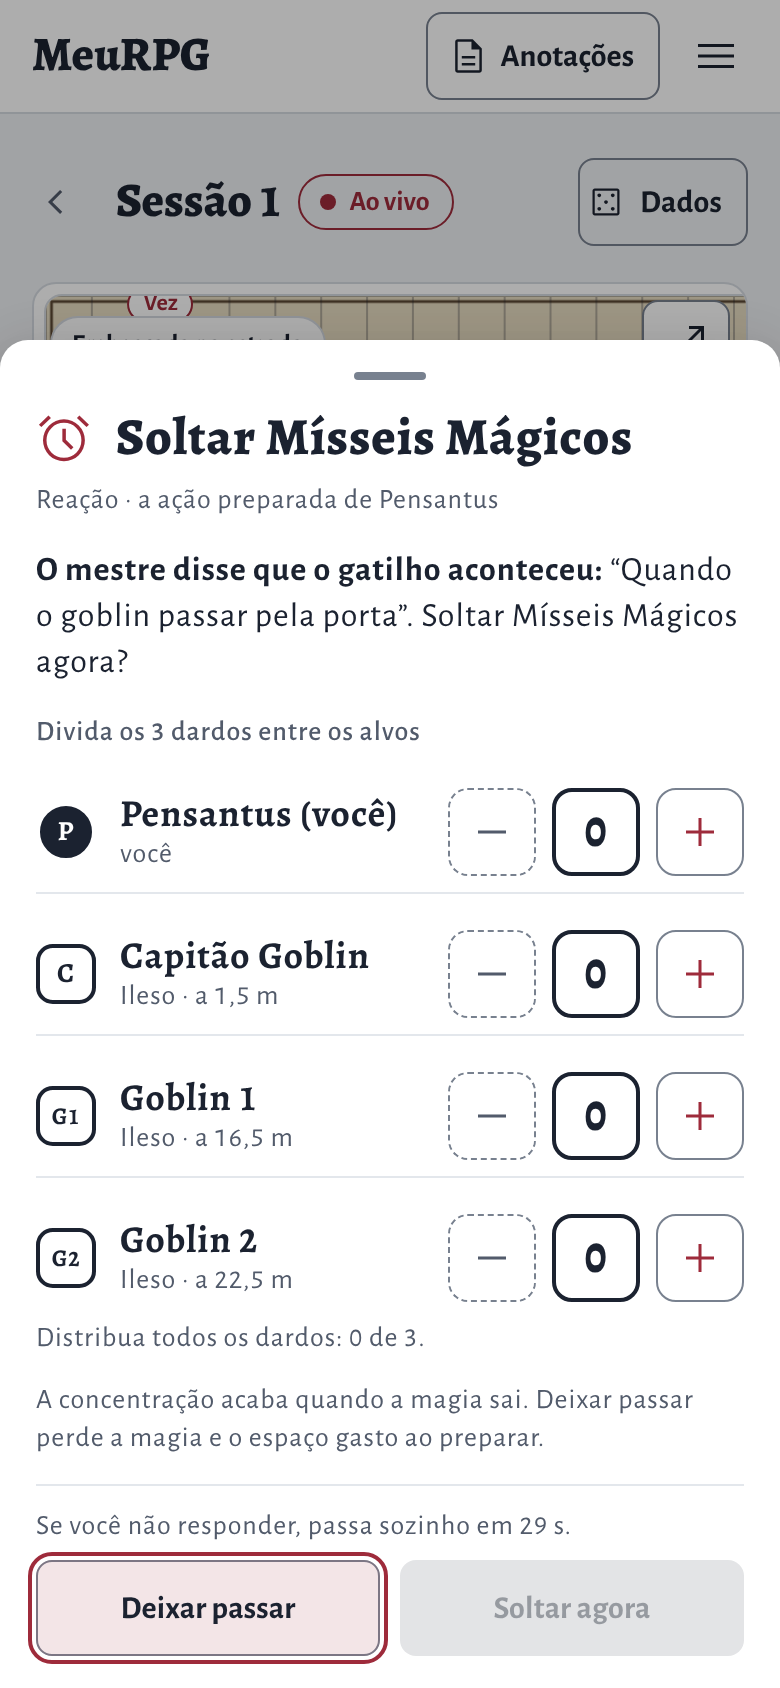 MeuRPG
Anotações
Sessão 1
Ao vivo
Dados
Vez
Soltar Mísseis Mágicos
Reação · a ação preparada de Pensantus
O mestre disse que o gatilho aconteceu: “Quando
o goblin passar pela porta”. Soltar Mísseis Mágicos
agora?
Divida os 3 dardos entre os alvos
P
Pensantus (você)
você
0
C
Capitão Goblin
Ileso · a 1,5 m
0
G1
Goblin 1
Ileso · a 16,5 m
0
G2
Goblin 2
Ileso · a 22,5 m
0
Distribua todos os dardos: 0 de 3.
A concentração acaba quando a magia sai. Deixar passar
perde a magia e o espaço gasto ao preparar.
Se você não responder, passa sozinho em 29 s.
Deixar passar
Soltar agora